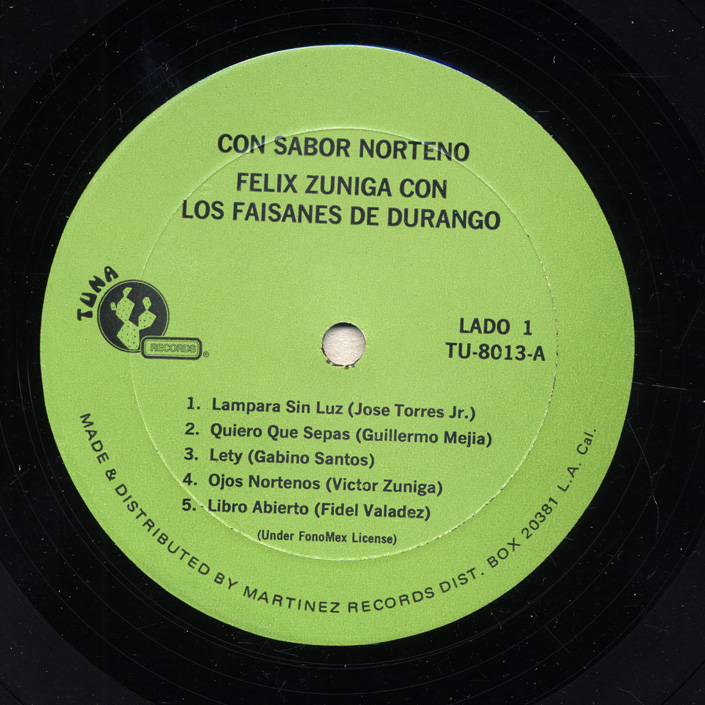 CON SABOR NORTENO
FELIX ZUNIGA CON
LOS FAISANES DE DURANGO
TUNA
RECORDS ®
LADO 1
TU-8013-A
1. Lampara Sin Luz (Jose Torres Jr.)
2. Quiero Que Sepas (Guillermo Mejia)
3. Lety (Gabino Santos)
4. Ojos Nortenos (Victor Zuniga)
5. Libro Abierto (Fidel Valadez)
(Under FonoMex License)
MADE & DISTRIBUTED BY MARTINEZ RECORDS DIST. BOX 20381 L.A. Cal.